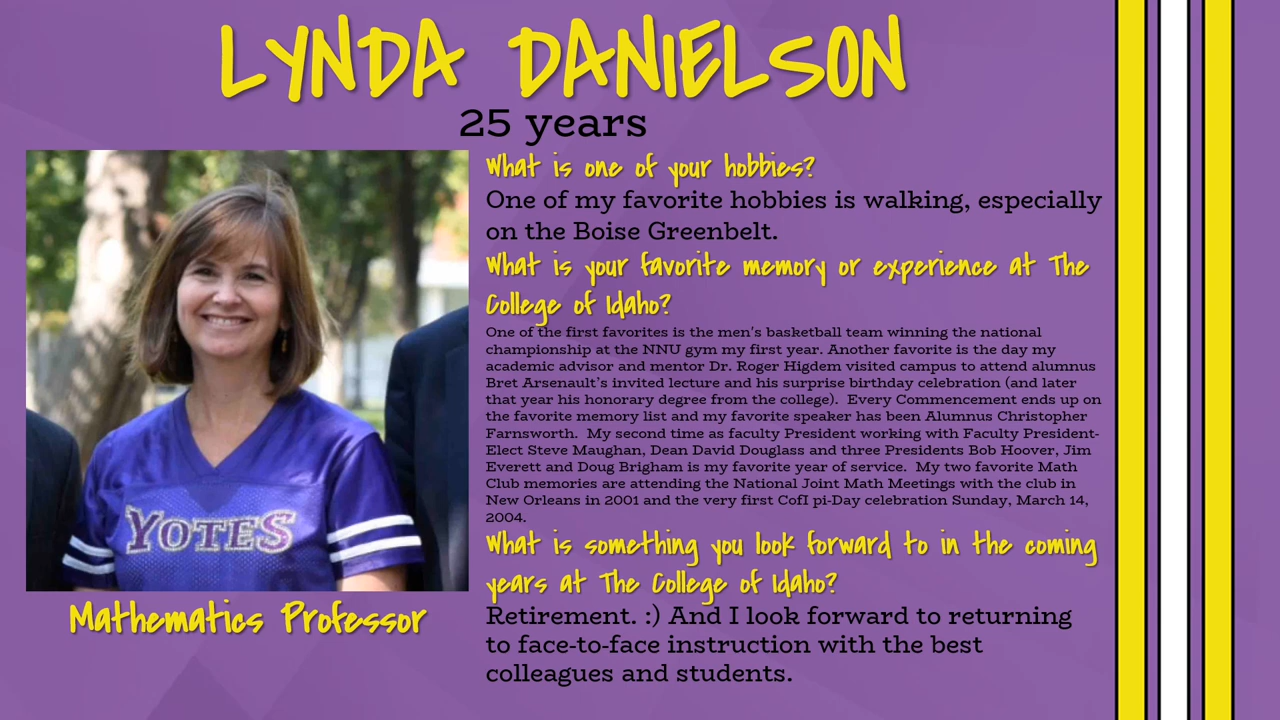 LYNDA DANIELSON
25 years
What is one of your hobbies?
One of my favorite hobbies is walking, especially
on the Boise Greenbelt.
What is your favorite memory or experience at The
College of Idaho?
One of the first favorites is the men's basketball team winning the national
championship at the NNU gym my first year. Another favorite is the day my
academic advisor and mentor Dr. Roger Higdem visited campus to attend alumnus
Bret Arsenault's invited lecture and his surprise birthday celebration (and later
that year his honorary degree from the college).  Every Commencement ends up on
the favorite memory list and my favorite speaker has been Alumnus Christopher
Farnsworth.  My second time as faculty President working with Faculty President-
Elect Steve Maughan, Dean David Douglass and three Presidents Bob Hoover, Jim
Everett and Doug Brigham is my favorite year of service.  My two favorite Math
Club memories are attending the National Joint Math Meetings with the club in
New Orleans in 2001 and the very first CofI pi-Day celebration Sunday, March 14,
2004.
What is something you look forward to in the coming
years at The College of Idaho?
Retirement. :) And I look forward to returning
to face-to-face instruction with the best
colleagues and students.
YOTES
Mathematics Professor